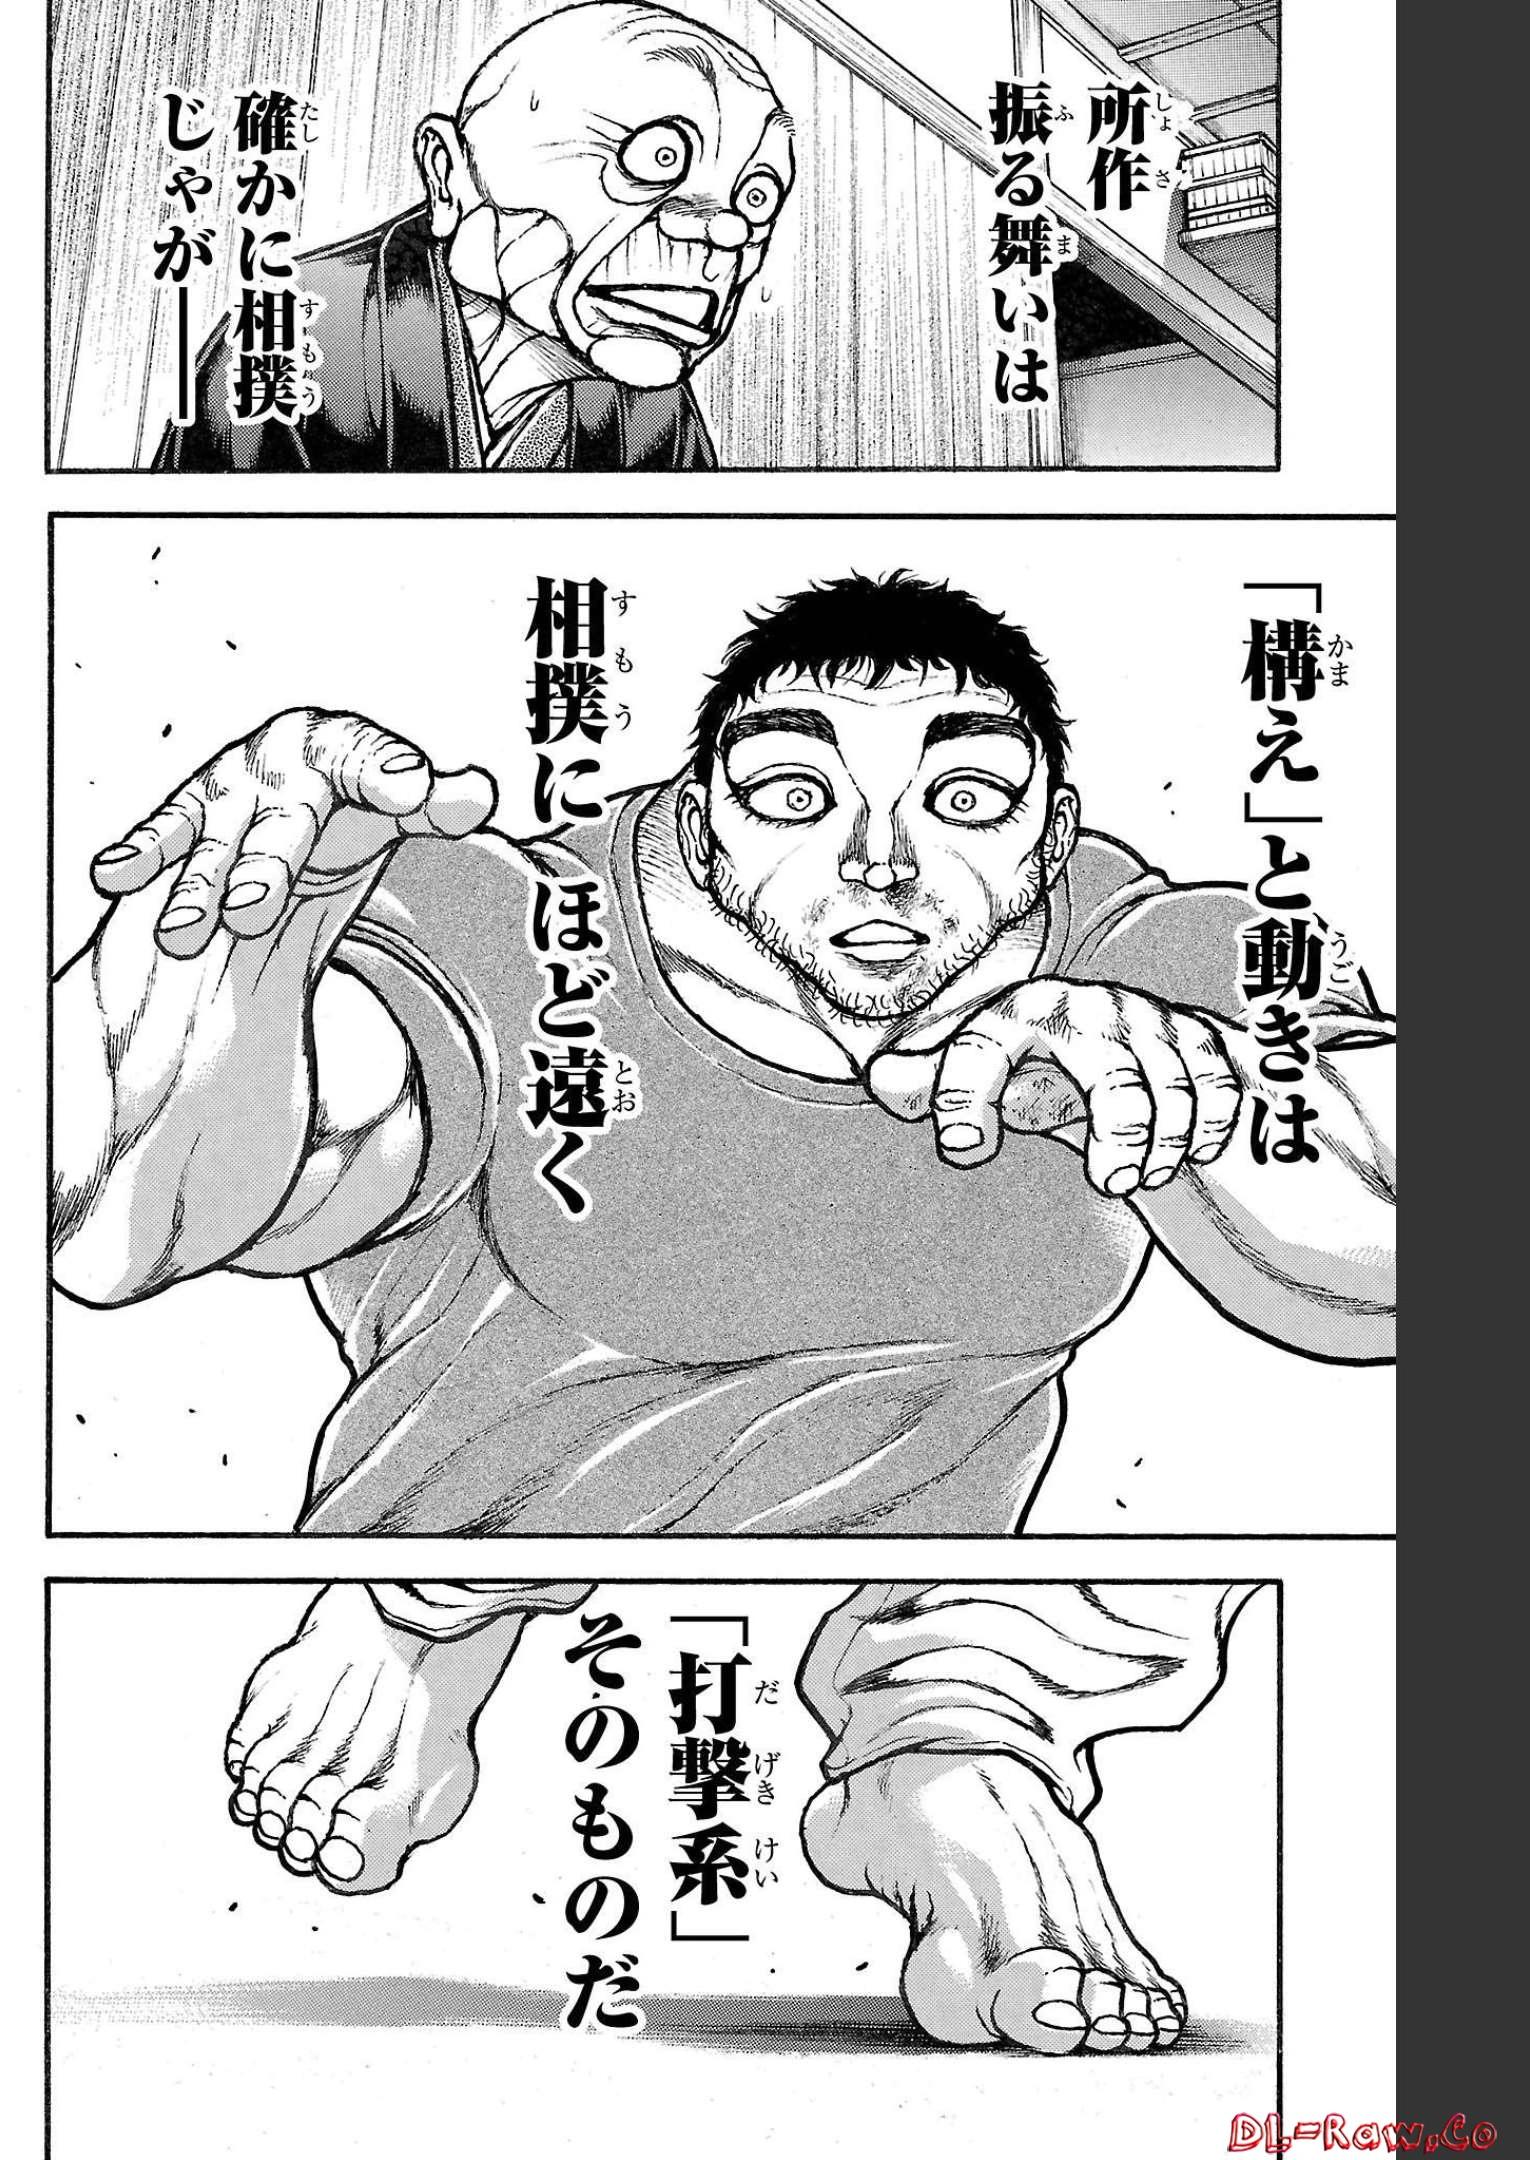 所作
振る舞いは
確かに相撲
じゃが――
「構え」と動きは
相撲にほど遠く
「打撃系」
そのものだ
DL-Raw.Co